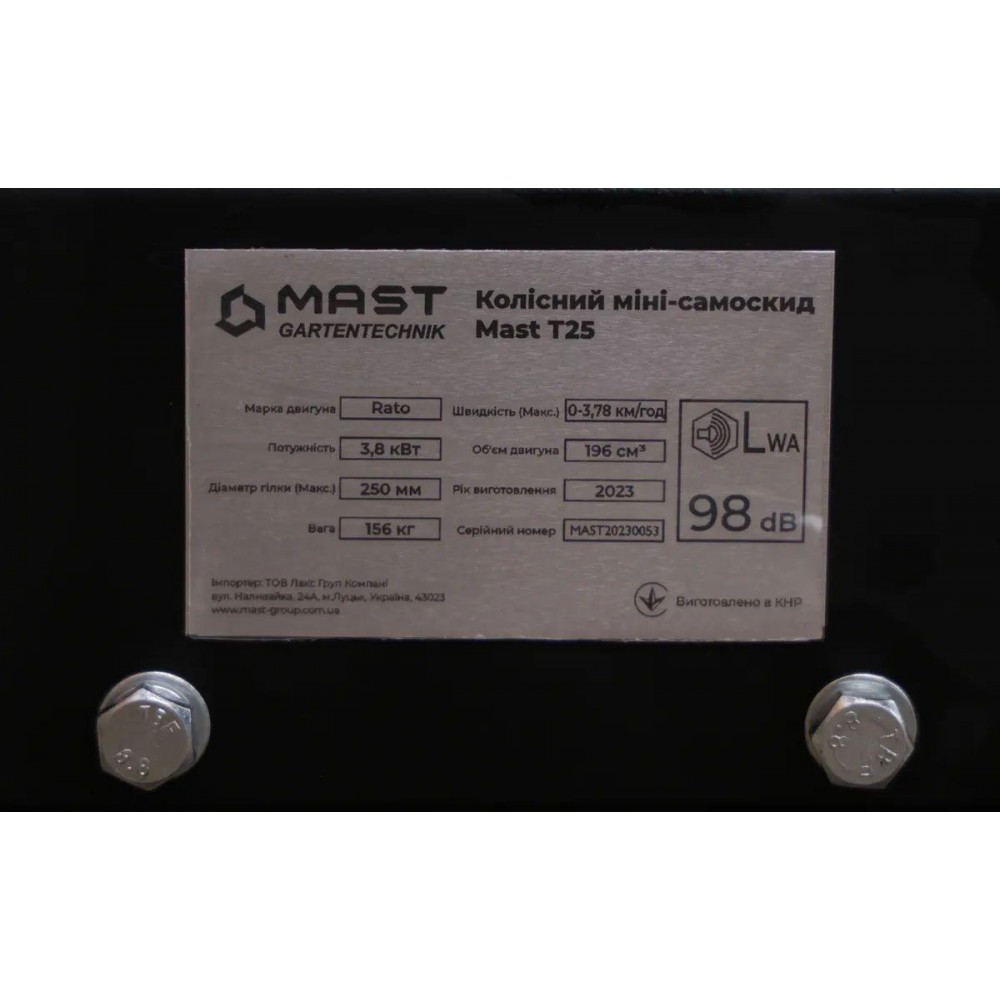 MAST
GARTENTECHNIK
Колісний міні-самоскид
Mast T25
Марка двигуна Rato
Потужність 3,8 кВт
Діаметр гілки (Макс.) 250 мм
Вага 156 кг
Швидкість (Макс.) 0-3,78 км/год
Об'єм двигуна 196 см³
Рік виготовлення 2023
Серійний номер MAST20230053
LWA
98 dB
Імпортер: ТОВ Лакс Груп Компані
вул. Наливайка, 24А, м.Луцьк, Україна, 43023
www.mast-group.com.ua
Виготовлено в КНР
8.8
8.8